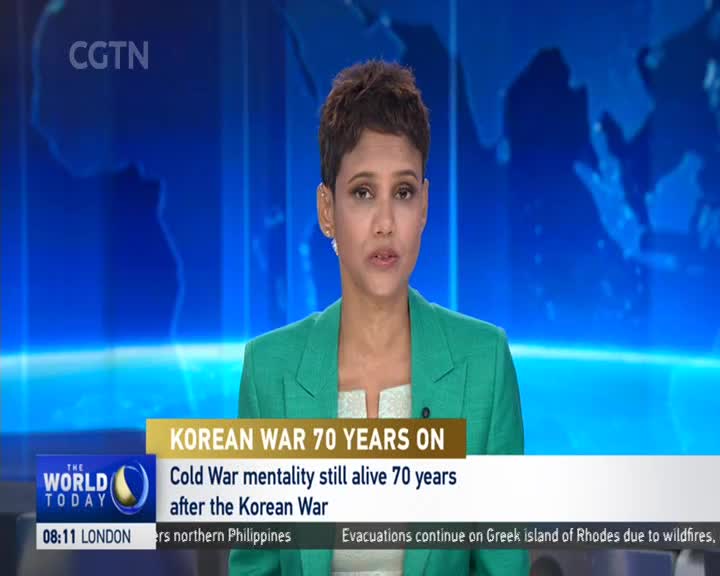 CGTN
KOREAN WAR 70 YEARS ON
Cold War mentality still alive 70 years
after the Korean War
THE
WORLD
TODAY
08:11 LONDON
ers northern Philippines
Evacuations continue on Greek island of Rhodes due to wildfires,